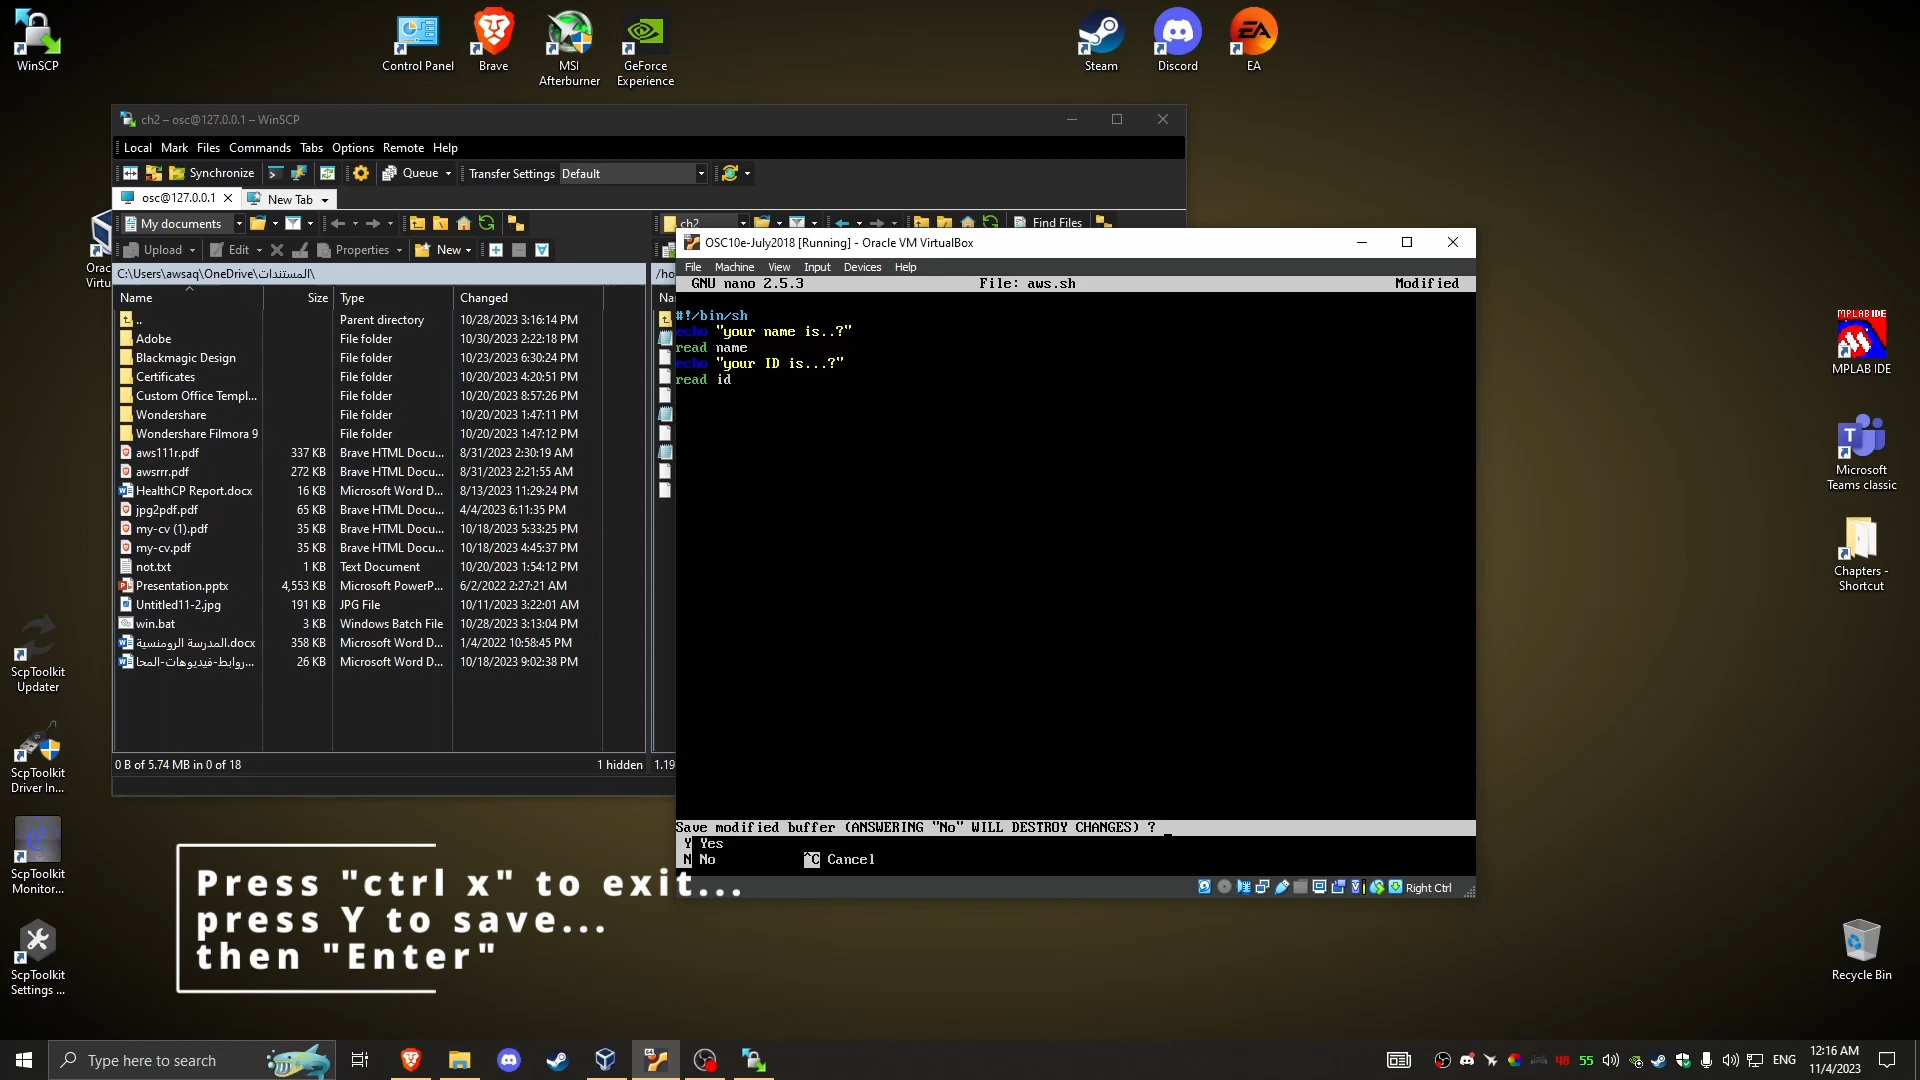 WinSCP
Control Panel
Brave
MSI
Afterburner
GeForce
Experience
Steam
Discord
EA
ch2 – osc@127.0.0.1 – WinSCP
Local Mark Files Commands Tabs Options Remote Help
Synchronize
Queue
Transfer Settings Default
osc@127.0.0.1
New Tab
My documents
ch2
Find Files
Upload
Edit
Properties
New
C:\Users\awsaq\OneDrive\المستندات\
/ho
Name Size Type Changed
Na
.. Parent directory 10/28/2023 3:16:14 PM
Adobe File folder 10/30/2023 2:22:18 PM
Blackmagic Design File folder 10/23/2023 6:30:24 PM
Certificates File folder 10/20/2023 4:20:51 PM
Custom Office Templ... File folder 10/20/2023 8:57:26 PM
Wondershare File folder 10/20/2023 1:47:11 PM
Wondershare Filmora 9 File folder 10/20/2023 1:47:12 PM
aws111r.pdf 337 KB Brave HTML Docu... 8/31/2023 2:30:19 AM
awsrrr.pdf 272 KB Brave HTML Docu... 8/31/2023 2:21:55 AM
HealthCP Report.docx 16 KB Microsoft Word D... 8/13/2023 11:29:24 PM
jpg2pdf.pdf 65 KB Brave HTML Docu... 4/4/2023 6:11:35 PM
my-cv (1).pdf 35 KB Brave HTML Docu... 10/18/2023 5:33:25 PM
my-cv.pdf 35 KB Brave HTML Docu... 10/18/2023 4:45:37 PM
not.txt 1 KB Text Document 10/20/2023 1:54:12 PM
Presentation.pptx 4,553 KB Microsoft PowerP... 6/2/2022 2:27:21 AM
Untitled11-2.jpg 191 KB JPG File 10/11/2023 3:22:01 AM
win.bat 3 KB Windows Batch File 10/28/2023 3:13:04 PM
المدرسة الرومنسية.docx 358 KB Microsoft Word D... 1/4/2022 10:58:45 PM
روابط-فيديوهات-المحا... 26 KB Microsoft Word D... 10/18/2023 9:02:38 PM
0 B of 5.74 MB in 0 of 18
1 hidden
1.19
Orac
Virtu
OSC10e-July2018 [Running] - Oracle VM VirtualBox
File Machine View Input Devices Help
GNU nano 2.5.3 File: aws.sh Modified
#!/bin/sh
echo "your name is..?"
read name
echo "your ID is...?"
read id
Save modified buffer (ANSWERING "No" WILL DESTROY CHANGES) ? _
Y Yes
N No ^C Cancel
Right Ctrl
MPLAB IDE
MPLAB IDE
Microsoft
Teams classic
Chapters -
Shortcut
Recycle Bin
ScpToolkit
Updater
ScpToolkit
Driver In...
ScpToolkit
Monitor...
ScpToolkit
Settings ...
Press "ctrl x" to exit...
press Y to save...
then "Enter"
Type here to search
48 55
ENG
12:16 AM
11/4/2023